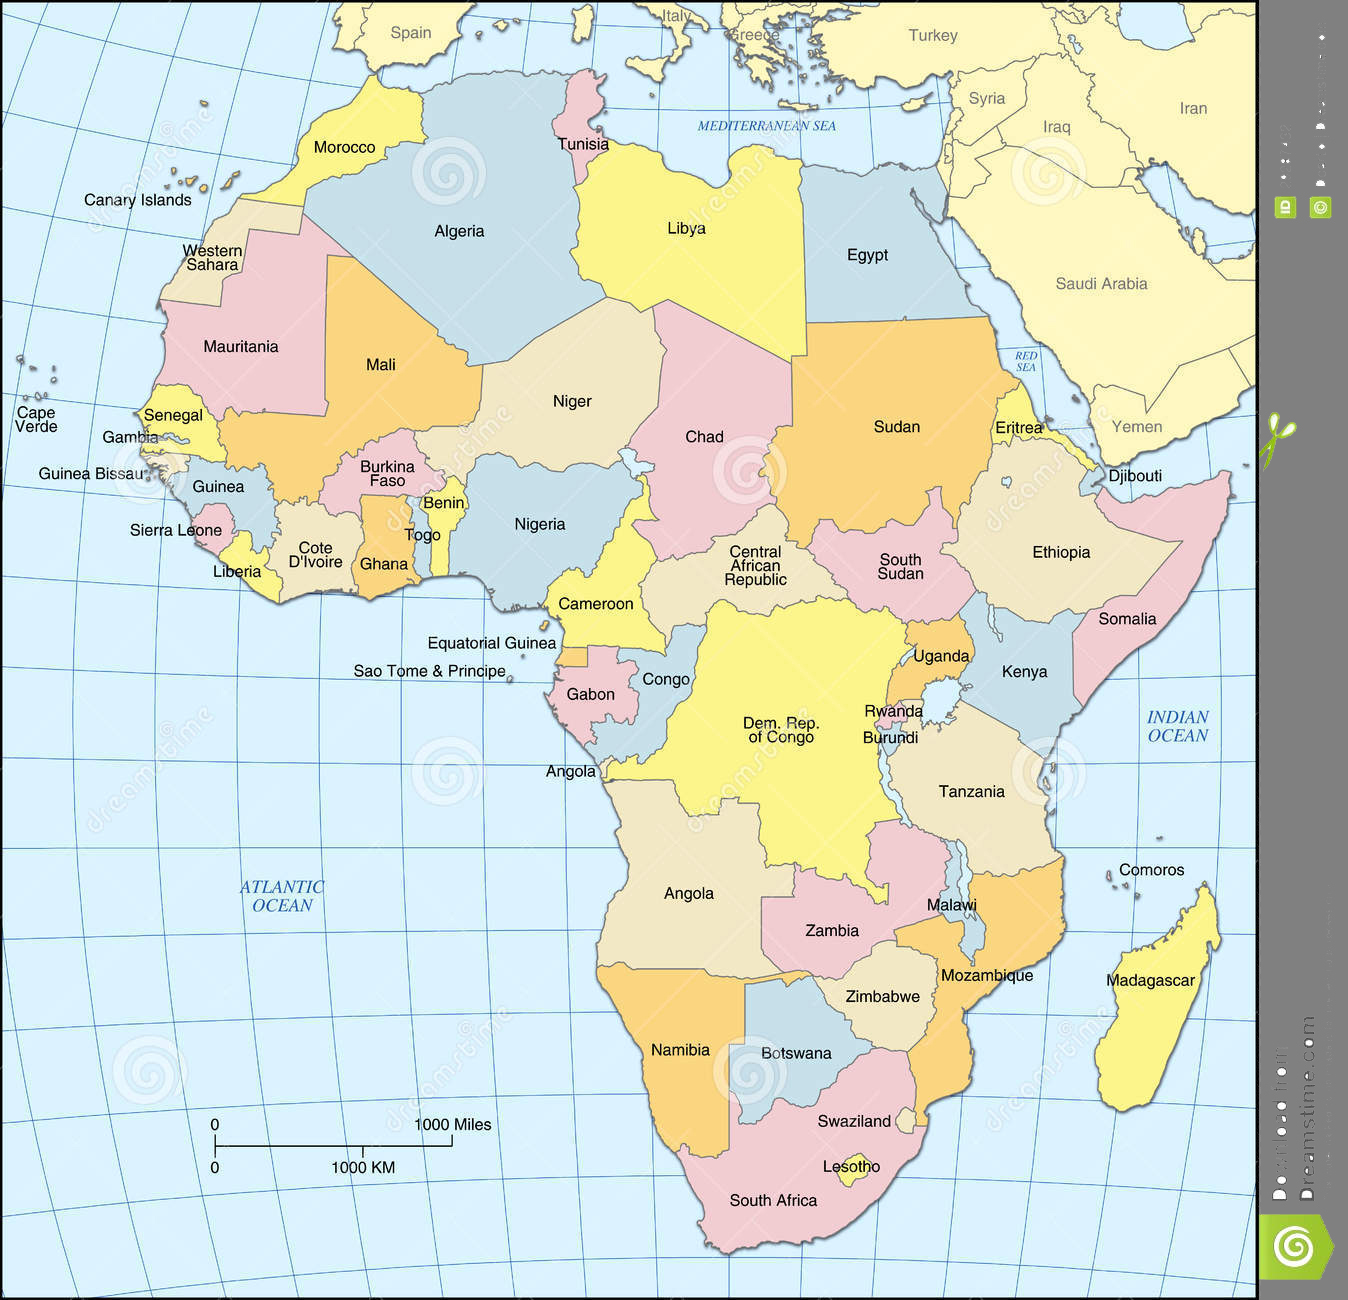 Spain
Italy
Greece
Turkey
Syria
Iraq
Iran
MEDITERRANEAN SEA
Morocco
Tunisia
Canary Islands
Algeria
Libya
Egypt
Western
Sahara
Saudi Arabia
Mauritania
Mali
RED
SEA
Niger
Cape
Verde
Senegal
Gambia
Chad
Sudan
Eritrea
Yemen
Guinea Bissau
Burkina
Faso
Djibouti
Guinea
Benin
Sierra Leone
Togo
Nigeria
Cote
D'Ivoire
Ghana
Liberia
Central
African
Republic
South
Sudan
Ethiopia
Cameroon
Somalia
Equatorial Guinea
Sao Tome & Principe
Gabon
Congo
Uganda
Kenya
Rwanda
Burundi
Dem. Rep.
of Congo
INDIAN
OCEAN
Angola
Tanzania
ATLANTIC
OCEAN
Angola
Comoros
Malawi
Zambia
Mozambique
Madagascar
Zimbabwe
Namibia
Botswana
Swaziland
0
1000 Miles
0
1000 KM
Lesotho
South Africa
dreamstime
ID
©
Download from
Dreamstime.com